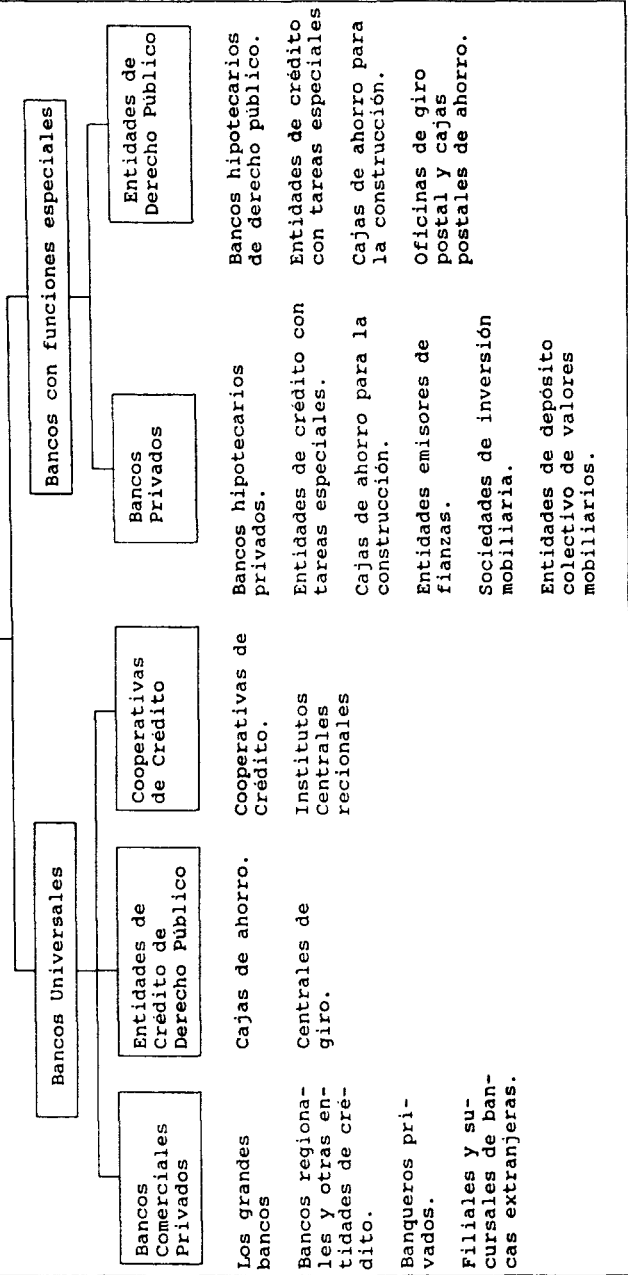 Bancos Universales
Bancos con funciones especiales
Bancos
Comerciales
Privados
Los grandes
bancos
Bancos regiona-
les y otras en-
tidades de cré-
dito.
Banqueros pri-
vados.
Filiales y su-
cursales de ban-
cas extranjeras.
Entidades de
Crédito de
Derecho Público
Cajas de ahorro.
Centrales de
giro.
Cooperativas
de Crédito
Cooperativas de
Crédito.
Institutos
Centrales
recionales
Bancos
Privados
Bancos hipotecarios
privados.
Entidades de crédito con
tareas especiales.
Cajas de ahorro para la
construcción.
Entidades emisores de
fianzas.
Sociedades de inversión
mobiliaria.
Entidades de depósito
colectivo de valores
mobiliarios.
Entidades de
Derecho Público
Bancos hipotecarios
de derecho público.
Entidades de crédito
con tareas especiales
Cajas de ahorro para
la construcción.
Oficinas de giro
postal y cajas
postales de ahorro.